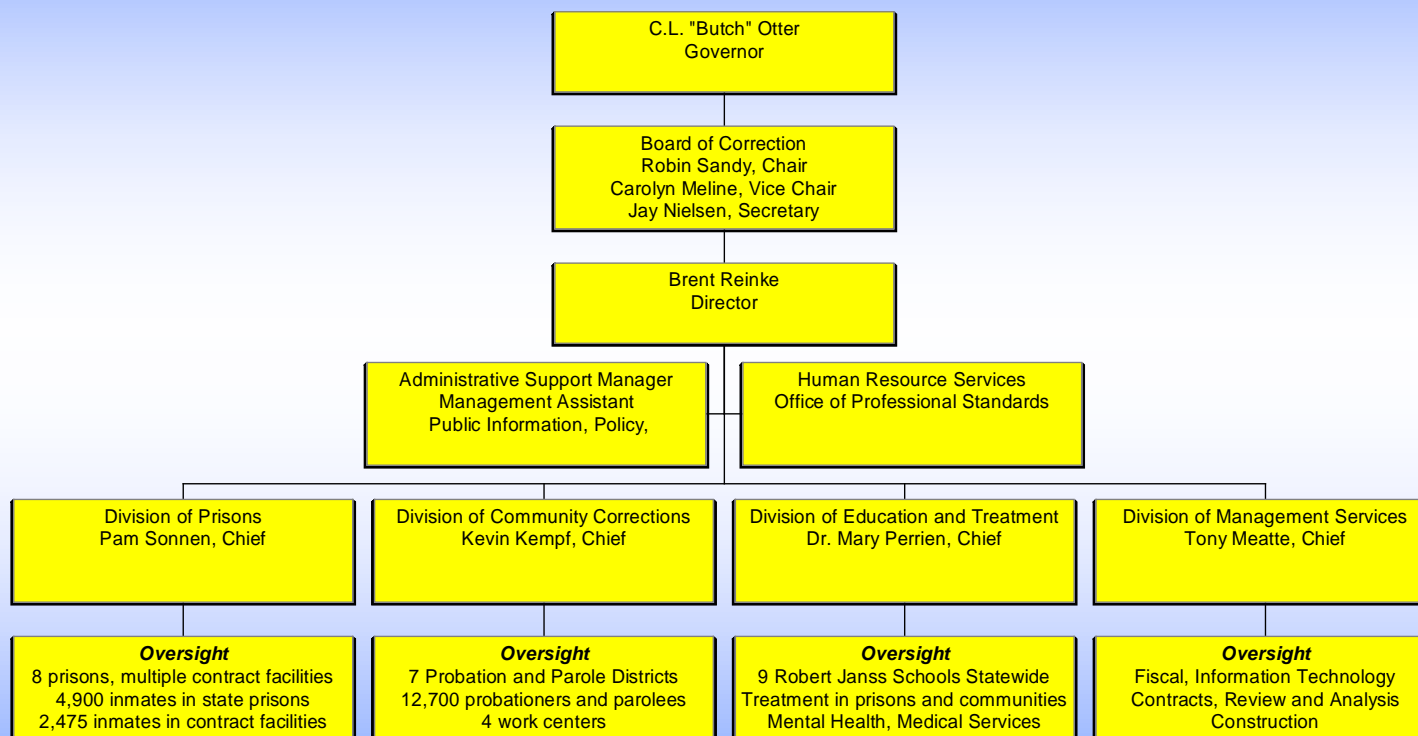 C.L. "Butch" Otter
Governor
Board of Correction
Robin Sandy, Chair
Carolyn Meline, Vice Chair
Jay Nielsen, Secretary
Brent Reinke
Director
Administrative Support Manager
Management Assistant
Public Information, Policy,
Human Resource Services
Office of Professional Standards
Division of Prisons
Pam Sonnen, Chief
Division of Community Corrections
Kevin Kempf, Chief
Division of Education and Treatment
Dr. Mary Perrien, Chief
Division of Management Services
Tony Meatte, Chief
Oversight
8 prisons, multiple contract facilities
4,900 inmates in state prisons
2,475 inmates in contract facilities
Oversight
7 Probation and Parole Districts
12,700 probationers and parolees
4 work centers
Oversight
9 Robert Janss Schools Statewide
Treatment in prisons and communities
Mental Health, Medical Services
Oversight
Fiscal, Information Technology
Contracts, Review and Analysis
Construction